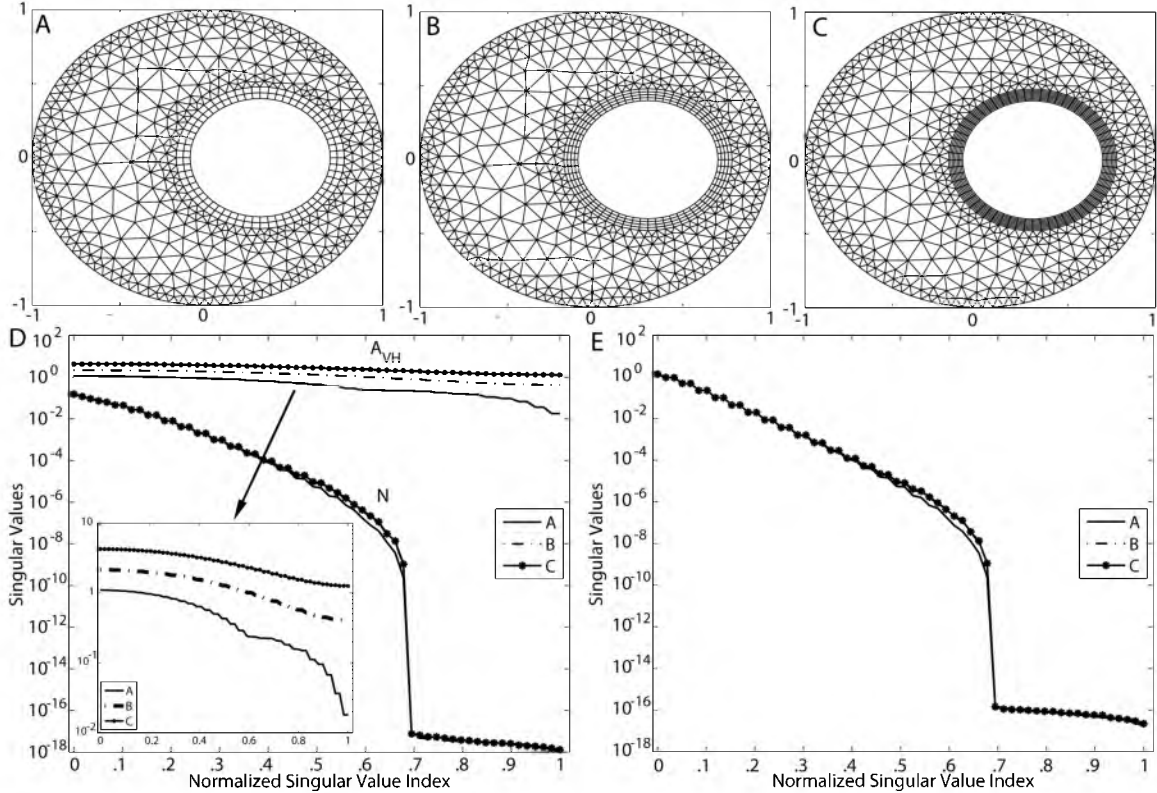 A
B
C
1
0
-1
-1
0
1
1
0
-1
-1
0
1
1
0
-1
-1
0
1
D
10^2
10^0
10^-2
10^-4
10^-6
10^-8
10^-10
10^-12
10^-14
10^-16
10^-18
Singular Values
A_VH
N
A
B
C
10
1
10^-1
10^-2
A
B
C
0 0.2 0.4 0.6 0.8 1
0 .1 .2 .3 .4 .5 .6 .7 .8 .9 1
Normalized Singular Value Index
E
10^2
10^0
10^-2
10^-4
10^-6
10^-8
10^-10
10^-12
10^-14
10^-16
10^-18
Singular Values
A
B
C
0 .1 .2 .3 .4 .5 .6 .7 .8 .9 1
Normalized Singular Value Index